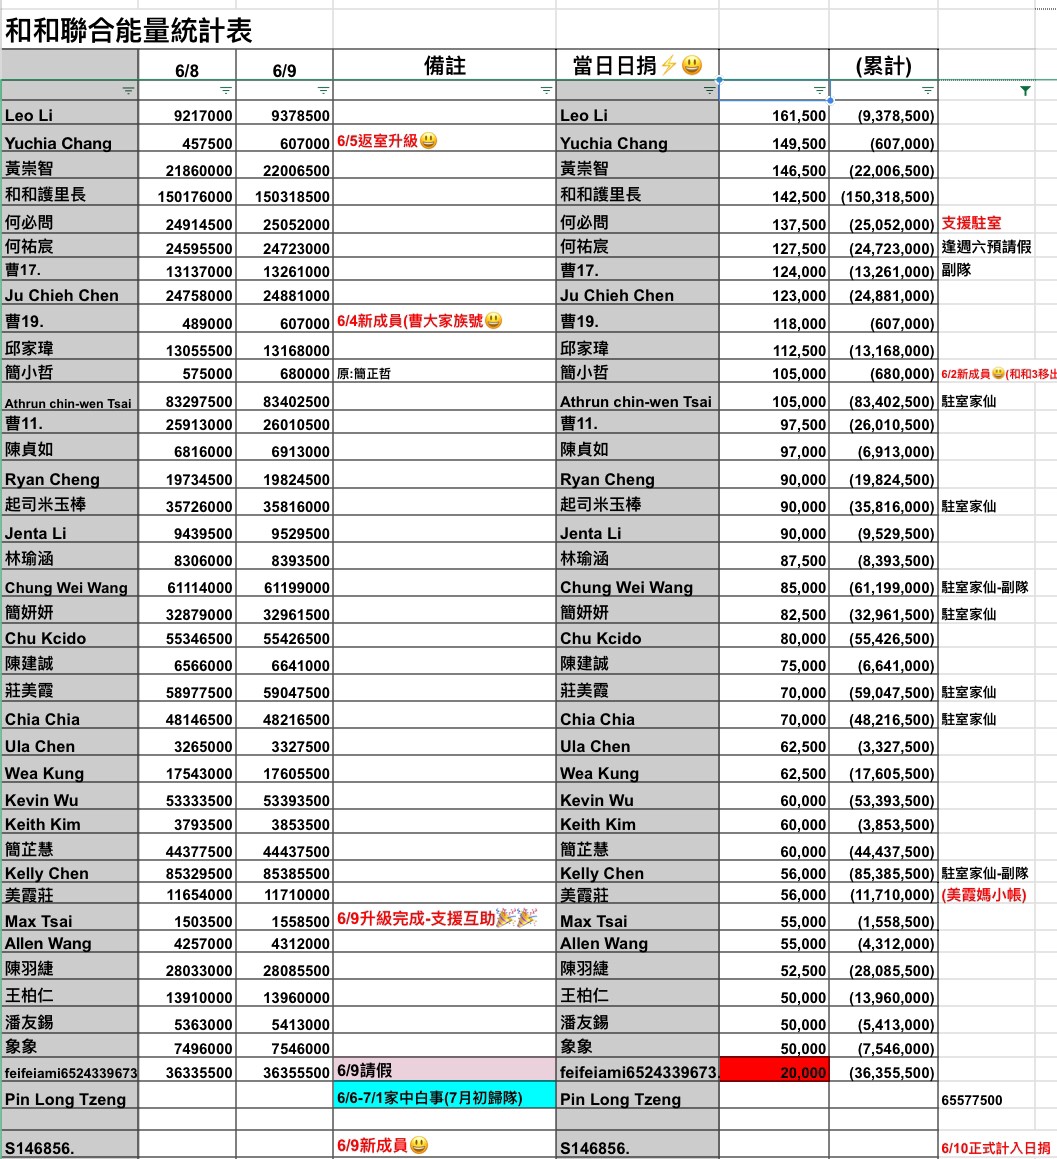 和和聯合能量統計表
6/8 6/9 備註 當日日捐⚡😃 (累計)
Leo Li 9217000 9378500 Leo Li 161,500 (9,378,500)
Yuchia Chang 457500 607000 6/5返室升級😃 Yuchia Chang 149,500 (607,000)
黃崇智 21860000 22006500 黃崇智 146,500 (22,006,500)
和和護里長 150176000 150318500 和和護里長 142,500 (150,318,500)
何必問 24914500 25052000 何必問 137,500 (25,052,000) 支援駐室
何祐宸 24595500 24723000 何祐宸 127,500 (24,723,000) 逢週六預請假
曹17. 13137000 13261000 曹17. 124,000 (13,261,000) 副隊
Ju Chieh Chen 24758000 24881000 Ju Chieh Chen 123,000 (24,881,000)
曹19. 489000 607000 6/4新成員(曹大家族號😃 曹19. 118,000 (607,000)
邱家瑋 13055500 13168000 邱家瑋 112,500 (13,168,000)
簡小哲 575000 680000 原:簡正哲 簡小哲 105,000 (680,000) 6/2新成員😃(和和3移出
Athrun chin-wen Tsai 83297500 83402500 Athrun chin-wen Tsai 105,000 (83,402,500) 駐室家仙
曹11. 25913000 26010500 曹11. 97,500 (26,010,500)
陳貞如 6816000 6913000 陳貞如 97,000 (6,913,000)
Ryan Cheng 19734500 19824500 Ryan Cheng 90,000 (19,824,500)
起司米玉棒 35726000 35816000 起司米玉棒 90,000 (35,816,000) 駐室家仙
Jenta Li 9439500 9529500 Jenta Li 90,000 (9,529,500)
林瑜涵 8306000 8393500 林瑜涵 87,500 (8,393,500)
Chung Wei Wang 61114000 61199000 Chung Wei Wang 85,000 (61,199,000) 駐室家仙-副隊
簡妍妍 32879000 32961500 簡妍妍 82,500 (32,961,500) 駐室家仙
Chu Kcido 55346500 55426500 Chu Kcido 80,000 (55,426,500)
陳建誠 6566000 6641000 陳建誠 75,000 (6,641,000)
莊美霞 58977500 59047500 莊美霞 70,000 (59,047,500) 駐室家仙
Chia Chia 48146500 48216500 Chia Chia 70,000 (48,216,500) 駐室家仙
Ula Chen 3265000 3327500 Ula Chen 62,500 (3,327,500)
Wea Kung 17543000 17605500 Wea Kung 62,500 (17,605,500)
Kevin Wu 53333500 53393500 Kevin Wu 60,000 (53,393,500)
Keith Kim 3793500 3853500 Keith Kim 60,000 (3,853,500)
簡芷慧 44377500 44437500 簡芷慧 60,000 (44,437,500)
Kelly Chen 85329500 85385500 Kelly Chen 56,000 (85,385,500) 駐室家仙-副隊
美霞莊 11654000 11710000 美霞莊 56,000 (11,710,000) (美霞媽小帳)
Max Tsai 1503500 1558500 6/9升級完成-支援互助🎉🎉 Max Tsai 55,000 (1,558,500)
Allen Wang 4257000 4312000 Allen Wang 55,000 (4,312,000)
陳羽緁 28033000 28085500 陳羽緁 52,500 (28,085,500)
王柏仁 13910000 13960000 王柏仁 50,000 (13,960,000)
潘友錫 5363000 5413000 潘友錫 50,000 (5,413,000)
象象 7496000 7546000 象象 50,000 (7,546,000)
feifeiami6524339673 36335500 36355500 6/9請假 feifeiami6524339673. 20,000 (36,355,500)
Pin Long Tzeng 6/6-7/1家中白事(7月初歸隊) Pin Long Tzeng 65577500
S146856. 6/9新成員😃 S146856. 6/10正式計入日捐